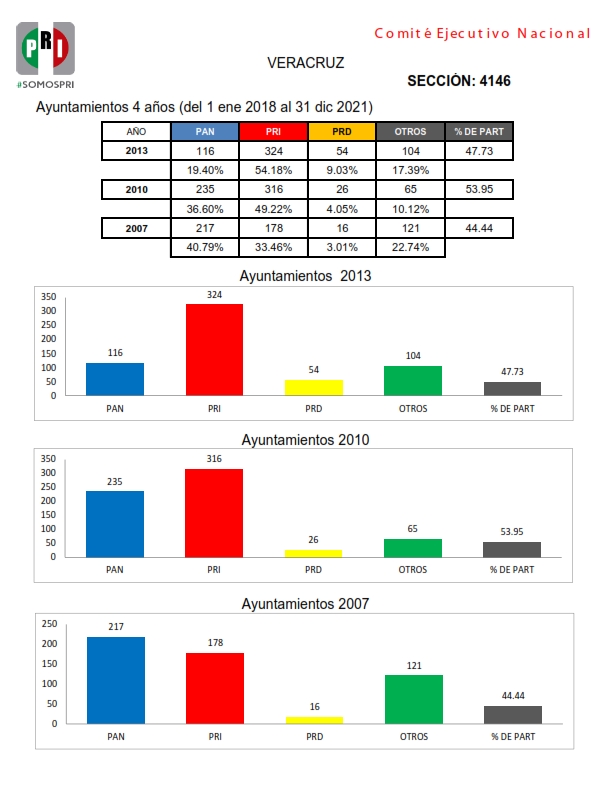 Comité Ejecutivo Nacional
PRI
#SOMOSPRI
VERACRUZ
SECCIÓN: 4146
Ayuntamientos 4 años (del 1 ene 2018 al 31 dic 2021)
AÑO PAN PRI PRD OTROS % DE PART
2013 116 324 54 104 47.73
19.40% 54.18% 9.03% 17.39%
2010 235 316 26 65 53.95
36.60% 49.22% 4.05% 10.12%
2007 217 178 16 121 44.44
40.79% 33.46% 3.01% 22.74%
Ayuntamientos 2013
350
300
250
200
150
100
50
0
116 324 54 104 47.73
PAN PRI PRD OTROS % DE PART
Ayuntamientos 2010
350
300
250
200
150
100
50
0
235 316 26 65 53.95
PAN PRI PRD OTROS % DE PART
Ayuntamientos 2007
250
200
150
100
50
0
217 178 16 121 44.44
PAN PRI PRD OTROS % DE PART